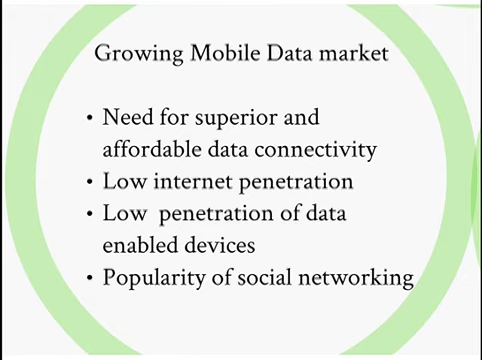 Growing Mobile Data market
• Need for superior and
affordable data connectivity
• Low internet penetration
• Low  penetration of data
enabled devices
• Popularity of social networking